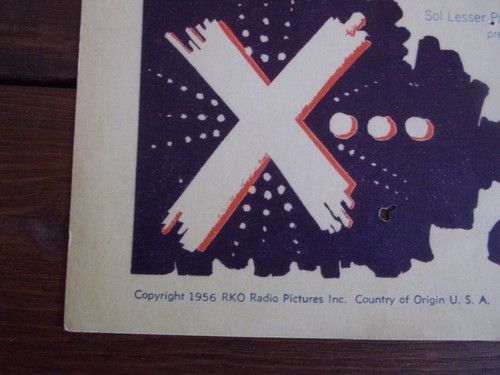 Sol Lesser
X...
Copyright 1956 RKO Radio Pictures Inc. Country of Origin U. S. A.